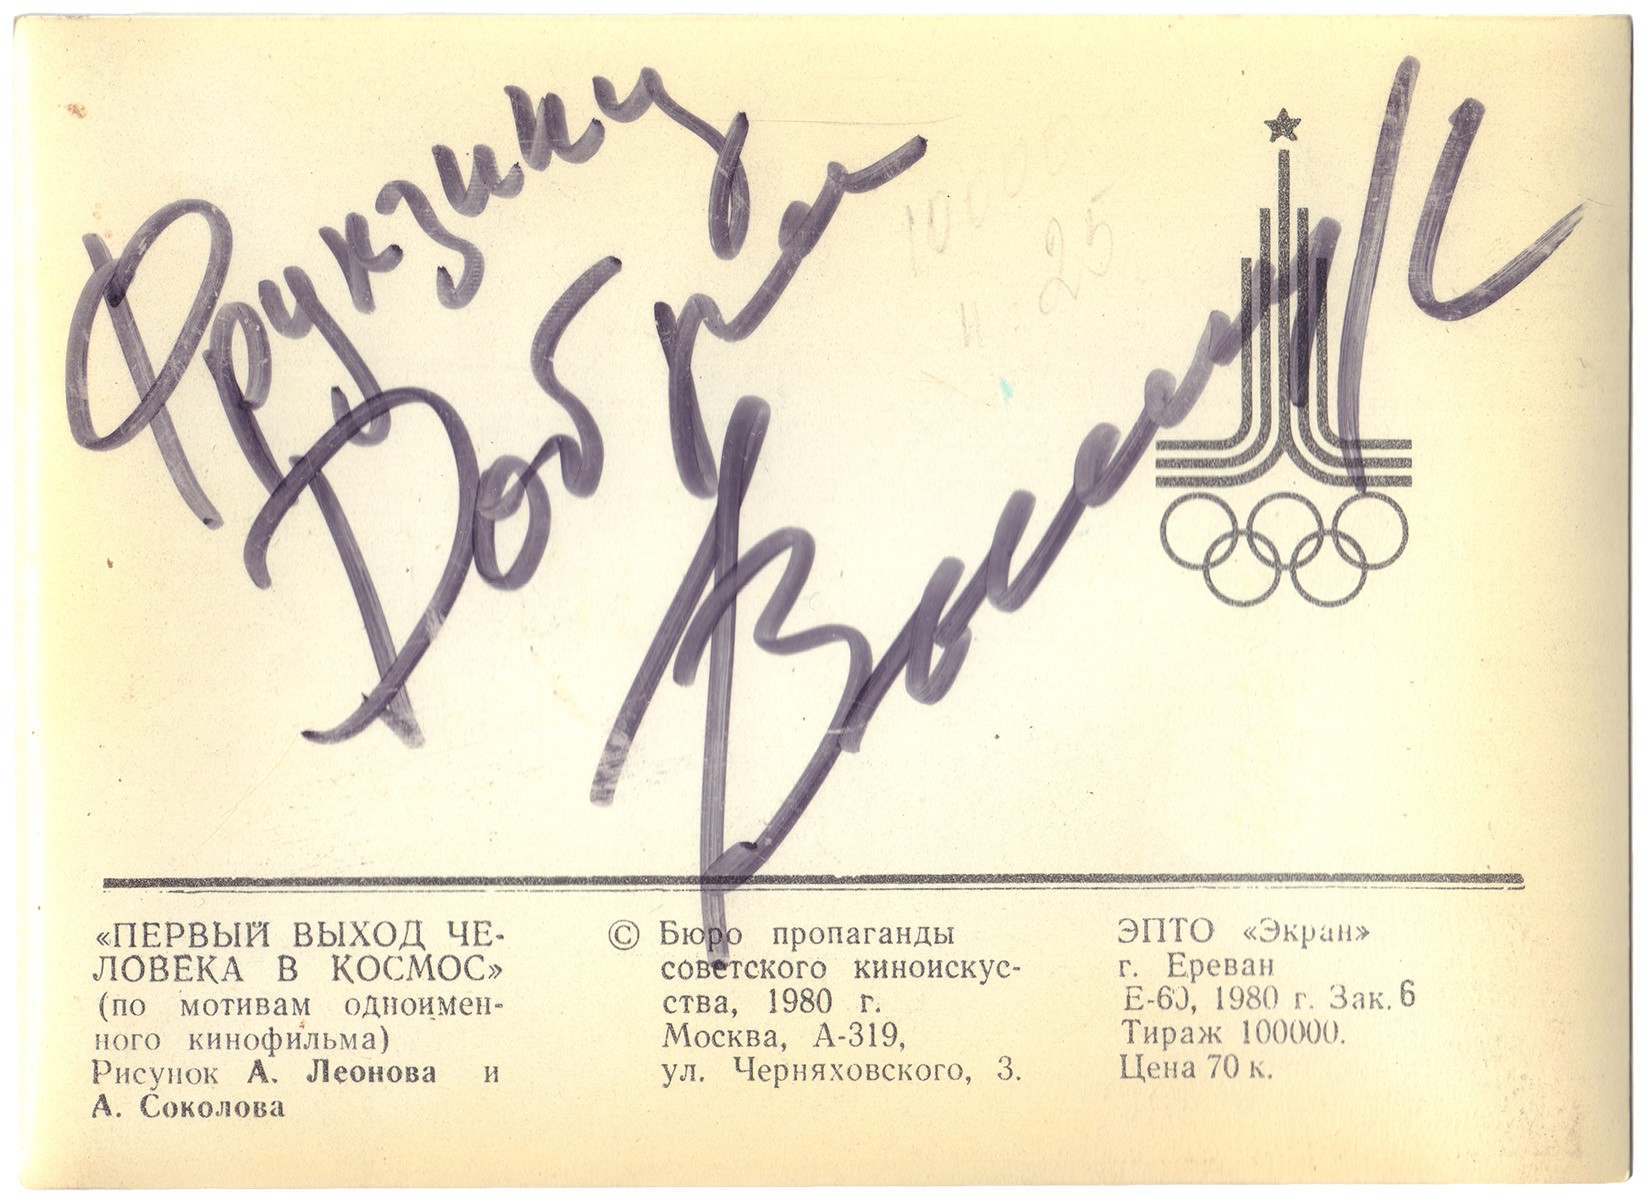 Фрукзику
Добра
«ПЕРВЫЙ ВЫХОД ЧЕ-
ЛОВЕКА В КОСМОС»
(по мотивам одноимен-
ного кинофильма)
Рисунок А. Леонова и
А. Соколова
© Бюро пропаганды
советского киноискус-
ства, 1980 г.
Москва, А-319,
ул. Черняховского, 3.
ЭПТО «Экран»
г. Ереван
Е-60, 1980 г. Зак. 6
Тираж 100000.
Цена 70 к.